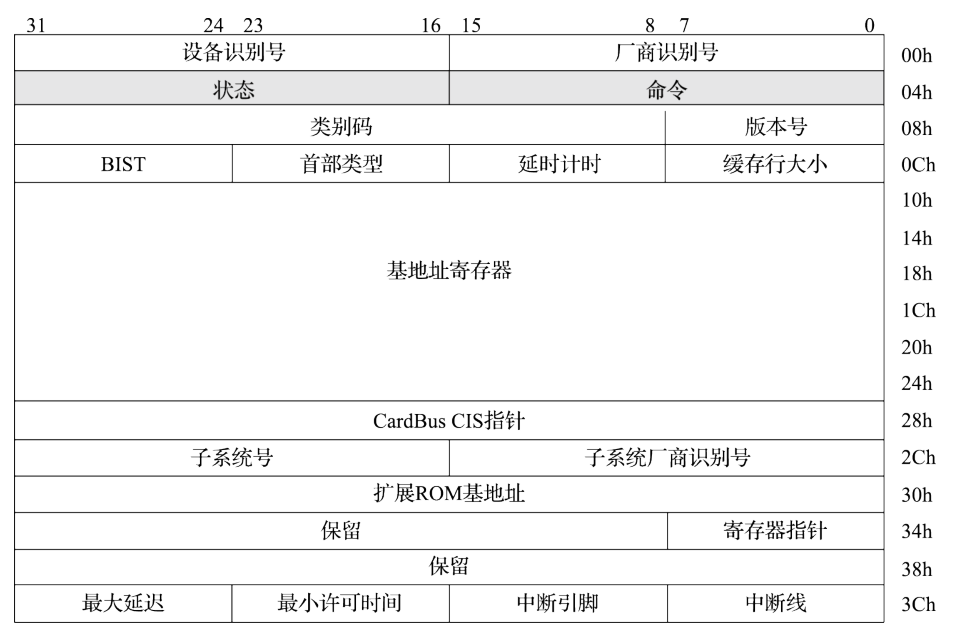 31 24 23 16 15 8 7 0
设备识别号 厂商识别号 00h
状态 命令 04h
类别码 版本号 08h
BIST 首部类型 延时计时 缓存行大小 0Ch
10h
14h
基地址寄存器 18h
1Ch
20h
24h
CardBus CIS指针 28h
子系统号 子系统厂商识别号 2Ch
扩展ROM基地址 30h
保留 寄存器指针 34h
保留 38h
最大延迟 最小许可时间 中断引脚 中断线 3Ch